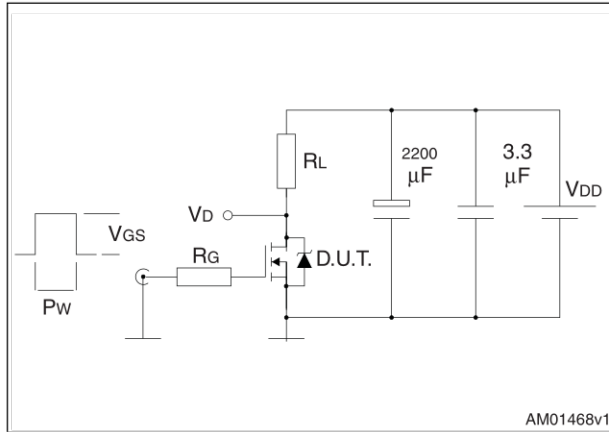 RL
2200
μF
3.3
μF
VDD
VD
VGS
RG
D.U.T.
PW
AM01468v1